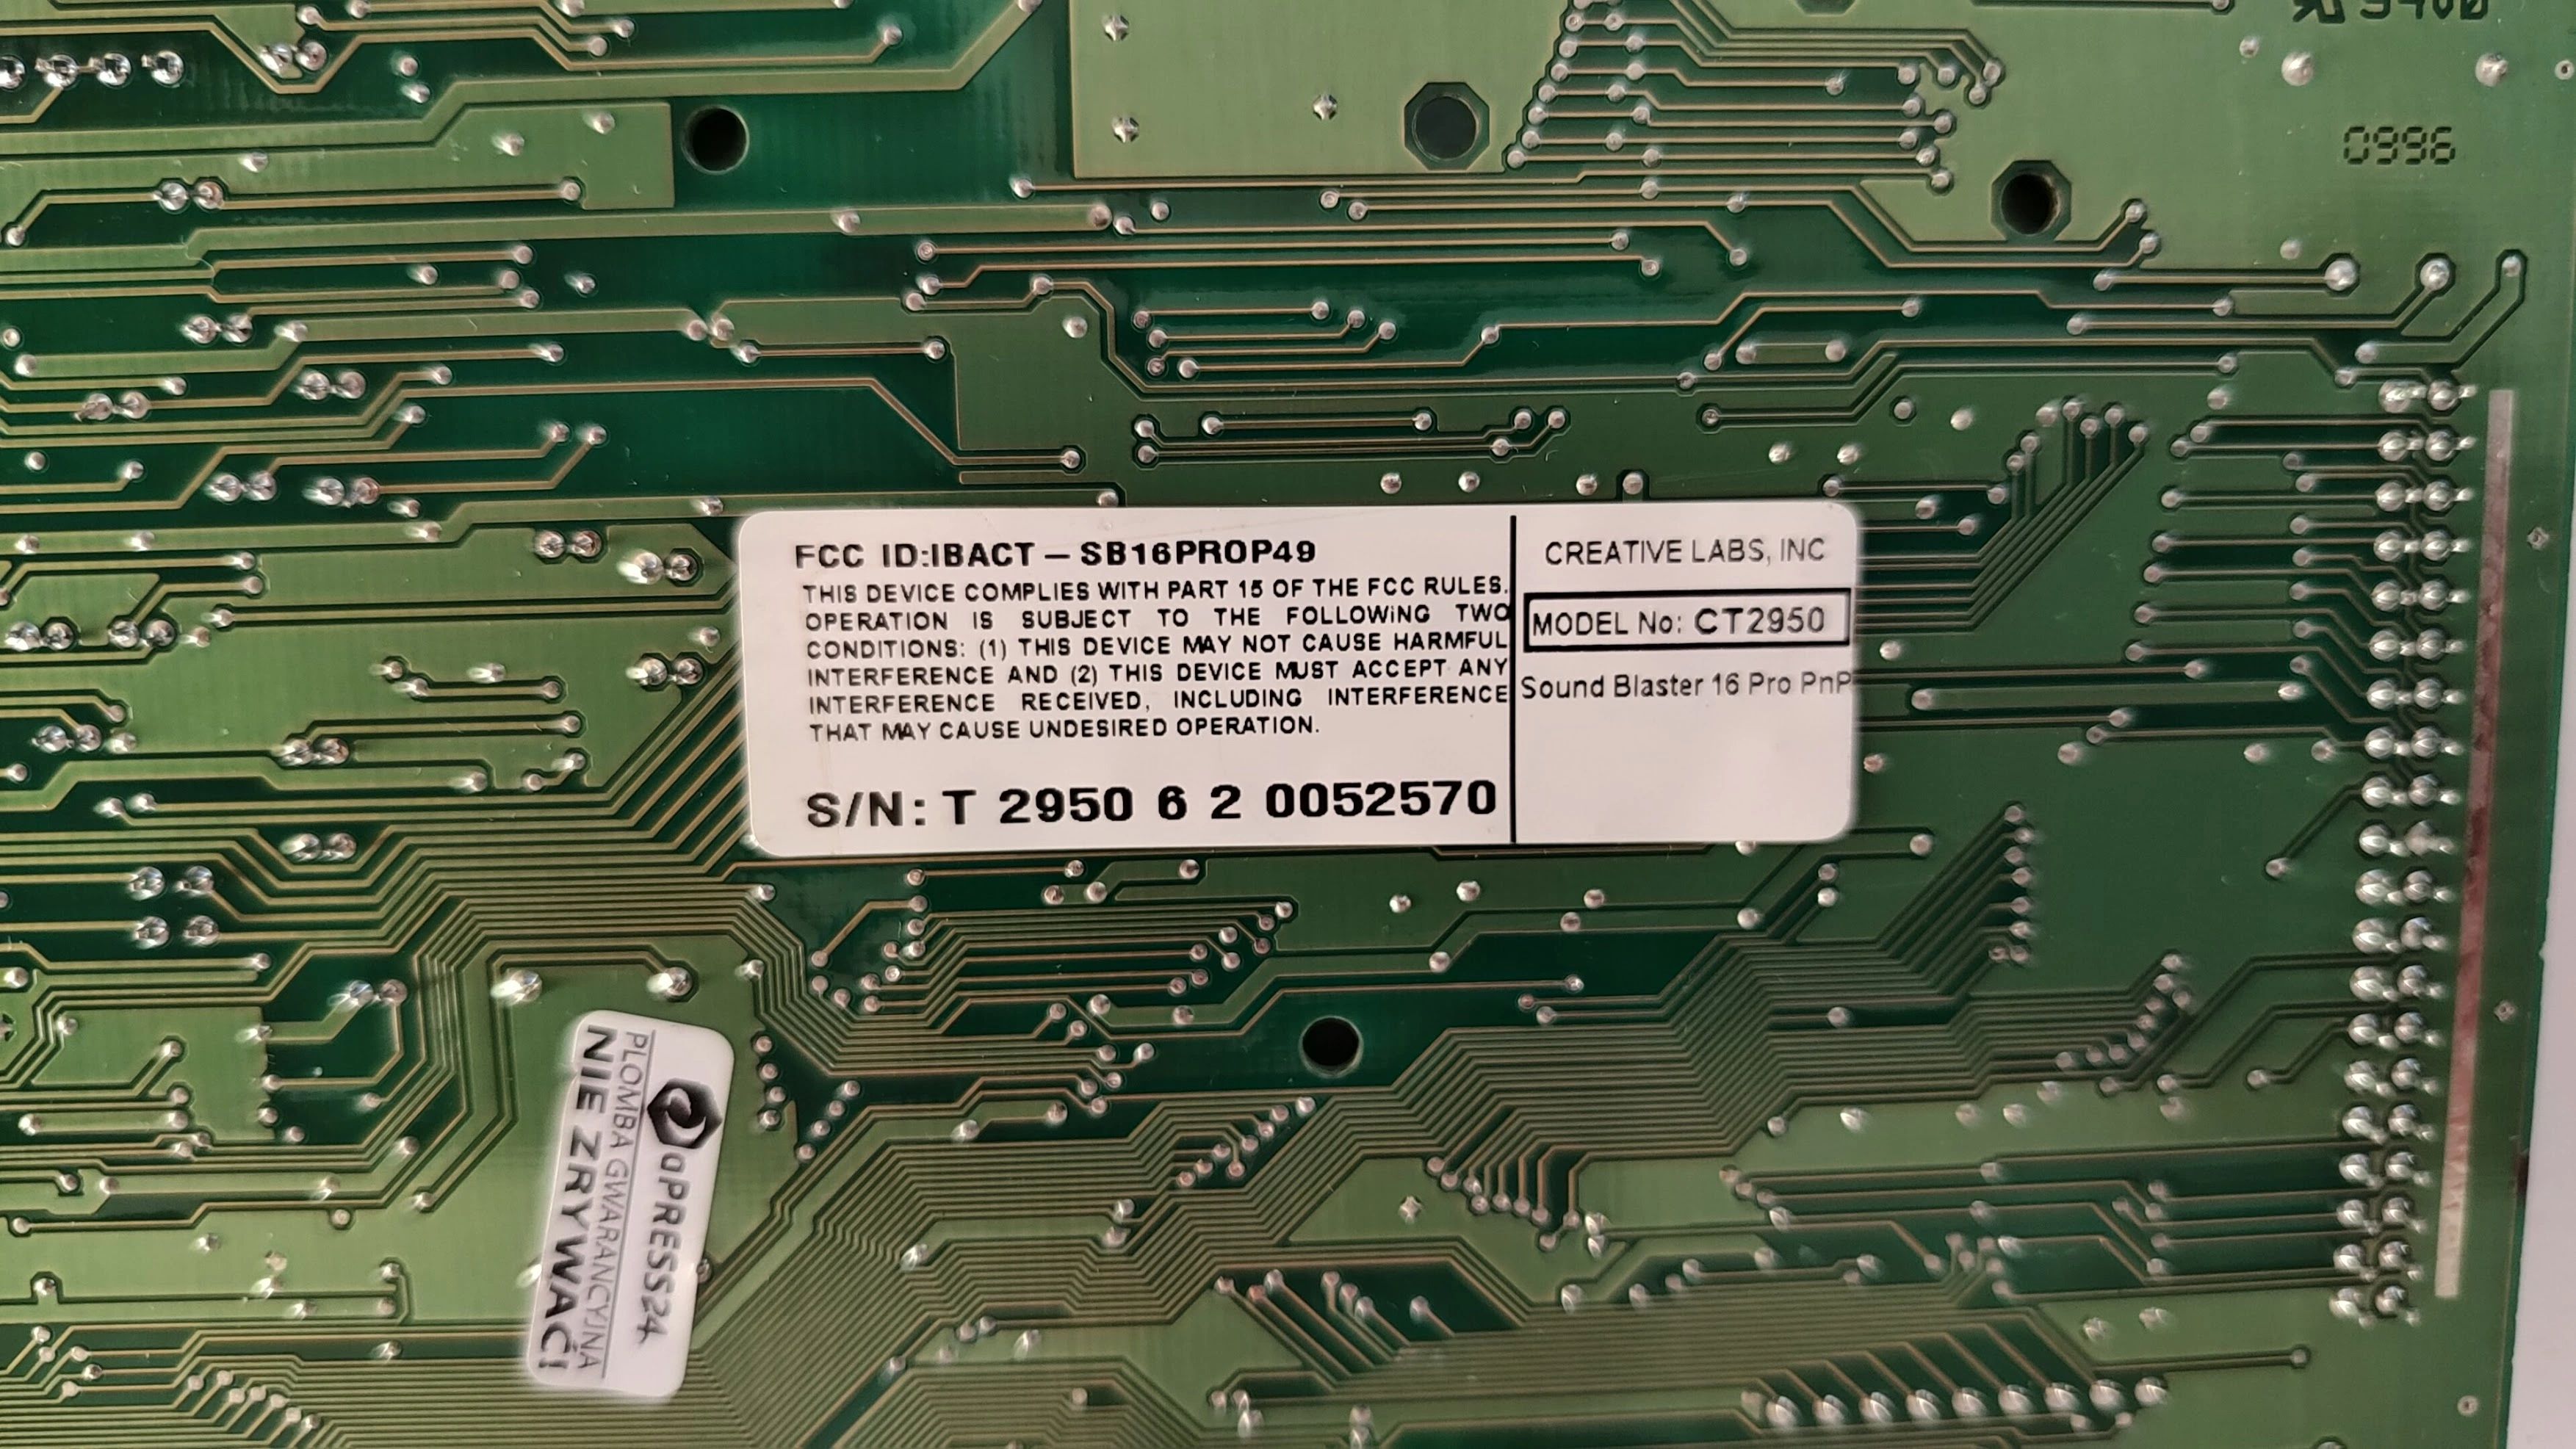 0996
FCC ID:IBACT – SB16PROP49
THIS DEVICE COMPLIES WITH PART 15 OF THE FCC RULES.
OPERATION IS SUBJECT TO THE FOLLOWiNG TWO
CONDITIONS: (1) THIS DEVICE MAY NOT CAUSE HARMFUL
INTERFERENCE AND (2) THIS DEVICE MUST ACCEPT ANY
INTERFERENCE RECEIVED, INCLUDING INTERFERENCE
THAT MAY CAUSE UNDESIRED OPERATION.
S/N: T 2950 6 2 0052570
CREATIVE LABS, INC
MODEL No: CT2950
Sound Blaster 16 Pro PnP
aPRESS24
PLOMBA GWARANCYJNA
NIE ZRYWAĆ!